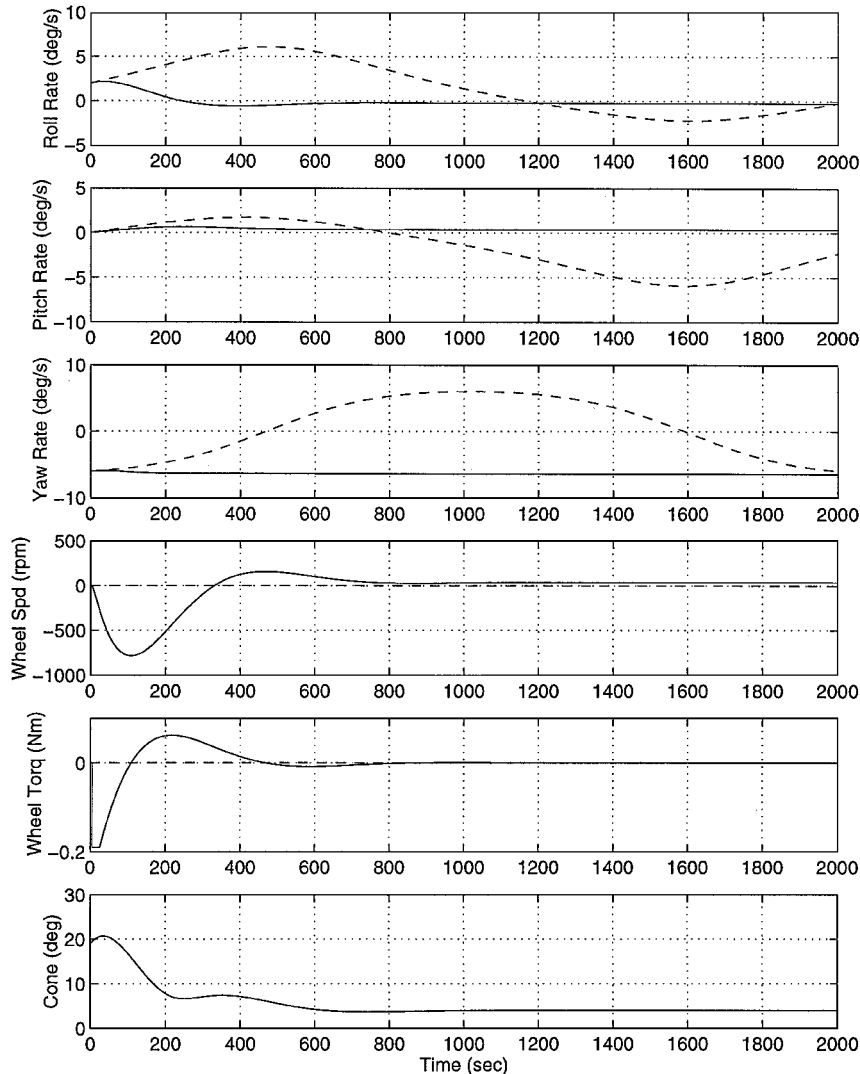 10
5
0
−5
Roll Rate (deg/s)
0 200 400 600 800 1000 1200 1400 1600 1800 2000
5
0
−5
−10
Pitch Rate (deg/s)
0 200 400 600 800 1000 1200 1400 1600 1800 2000
10
0
−10
Yaw Rate (deg/s)
0 200 400 600 800 1000 1200 1400 1600 1800 2000
500
0
−500
−1000
Wheel Spd (rpm)
0 200 400 600 800 1000 1200 1400 1600 1800 2000
0
−0.2
Wheel Torq (Nm)
0 200 400 600 800 1000 1200 1400 1600 1800 2000
30
20
10
0
Cone (deg)
0 200 400 600 800 1000 1200 1400 1600 1800 2000
Time (sec)